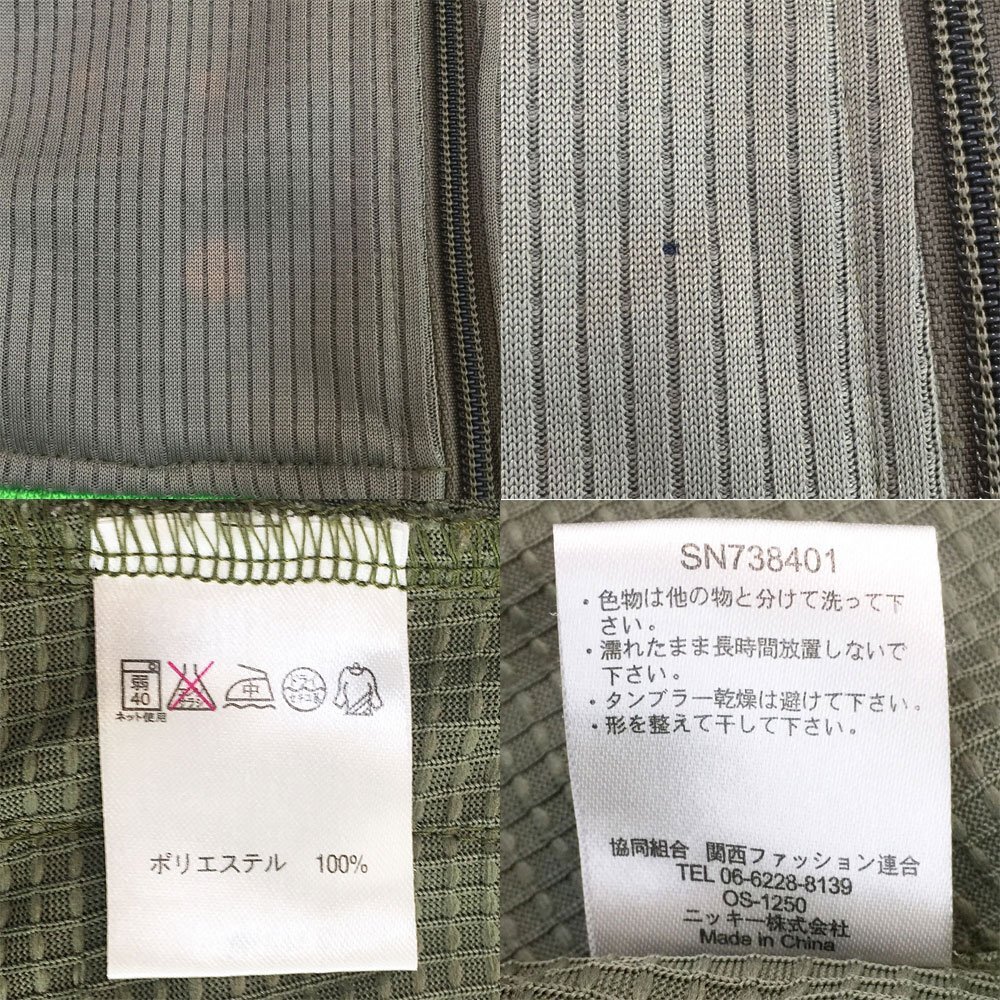 弱
40
ネット使用
中
ポリエステル 100%
SN738401
・色物は他の物と分けて洗って下
さい。
・濡れたまま長時間放置しないで
下さい。
・タンブラー乾燥は避けて下さい。
・形を整えて干して下さい。
協同組合 関西ファッション連合
TEL 06-6228-8139
OS-1250
ニッキー株式会社
Made in China